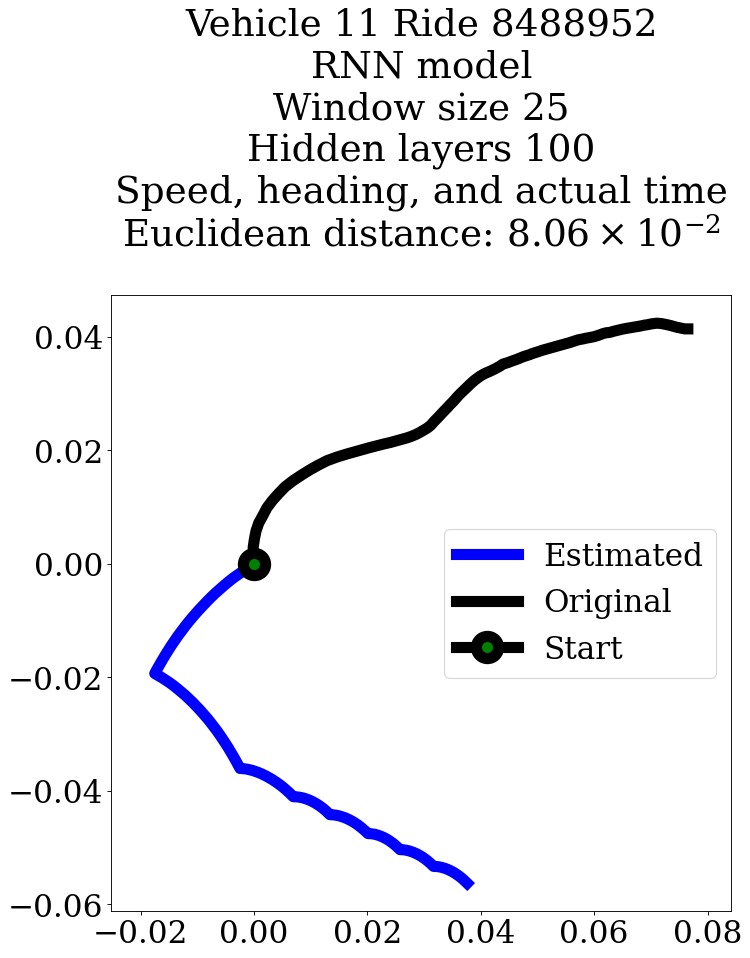 Vehicle 11 Ride 8488952
RNN model
Window size 25
Hidden layers 100
Speed, heading, and actual time
Euclidean distance: 8.06 × 10⁻²
0.04
0.02
0.00
−0.02
−0.04
−0.06
Estimated
Original
Start
−0.02 0.00 0.02 0.04 0.06 0.08